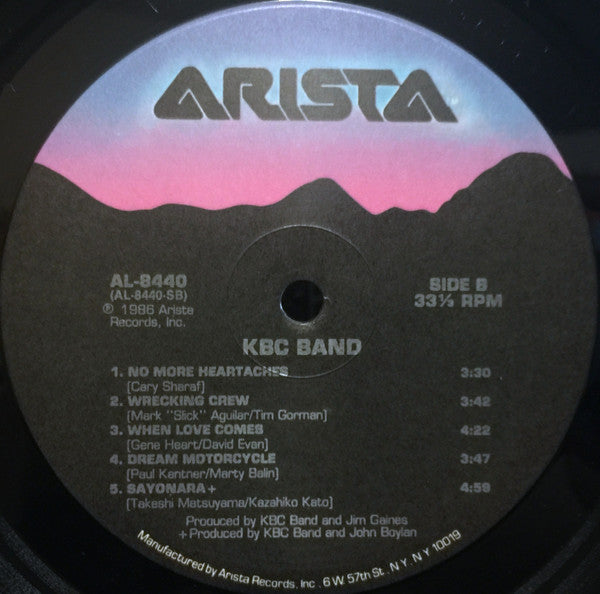 ARISTA
AL-8440
(AL-8440-SB)
℗ 1986 Arista
Records, Inc.
SIDE B
33⅓ RPM
KBC BAND
1. NO MORE HEARTACHES 3:30
[Cary Sharaf]
2. WRECKING CREW 3:42
[Mark "Slick" Aguilar/Tim Gorman]
3. WHEN LOVE COMES 4:22
[Gene Heart/David Evan]
4. DREAM MOTORCYCLE 3:47
[Paul Kantner/Marty Balin]
5. SAYONARA+ 4:59
[Takeshi Matsuyama/Kazahiko Kato]
Produced by KBC Band and Jim Gaines
+Produced by KBC Band and John Boylan
Manufactured by Arista Records, Inc. 6 W. 57th St., N.Y. N.Y. 10019